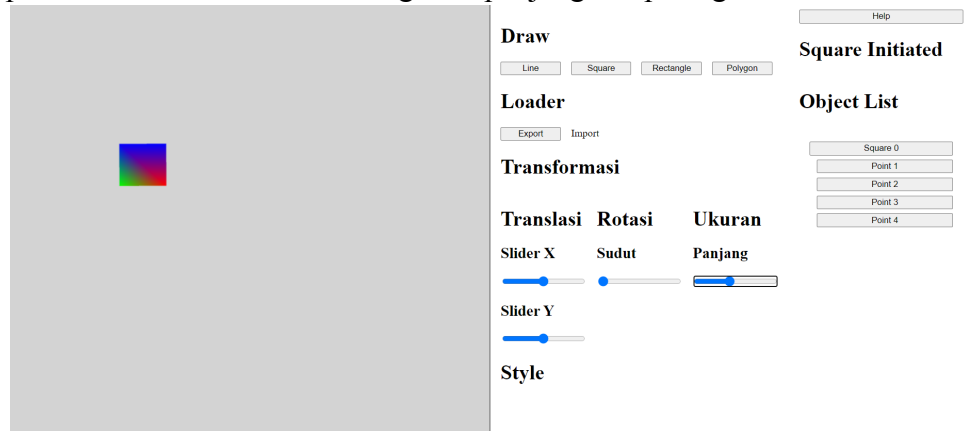 Draw
Line
Square
Rectangle
Polygon
Loader
Export
Import
Transformasi
Translasi
Rotasi
Ukuran
Slider X
Sudut
Panjang
Slider Y
Style
Help
Square Initiated
Object List
Square 0
Point 1
Point 2
Point 3
Point 4